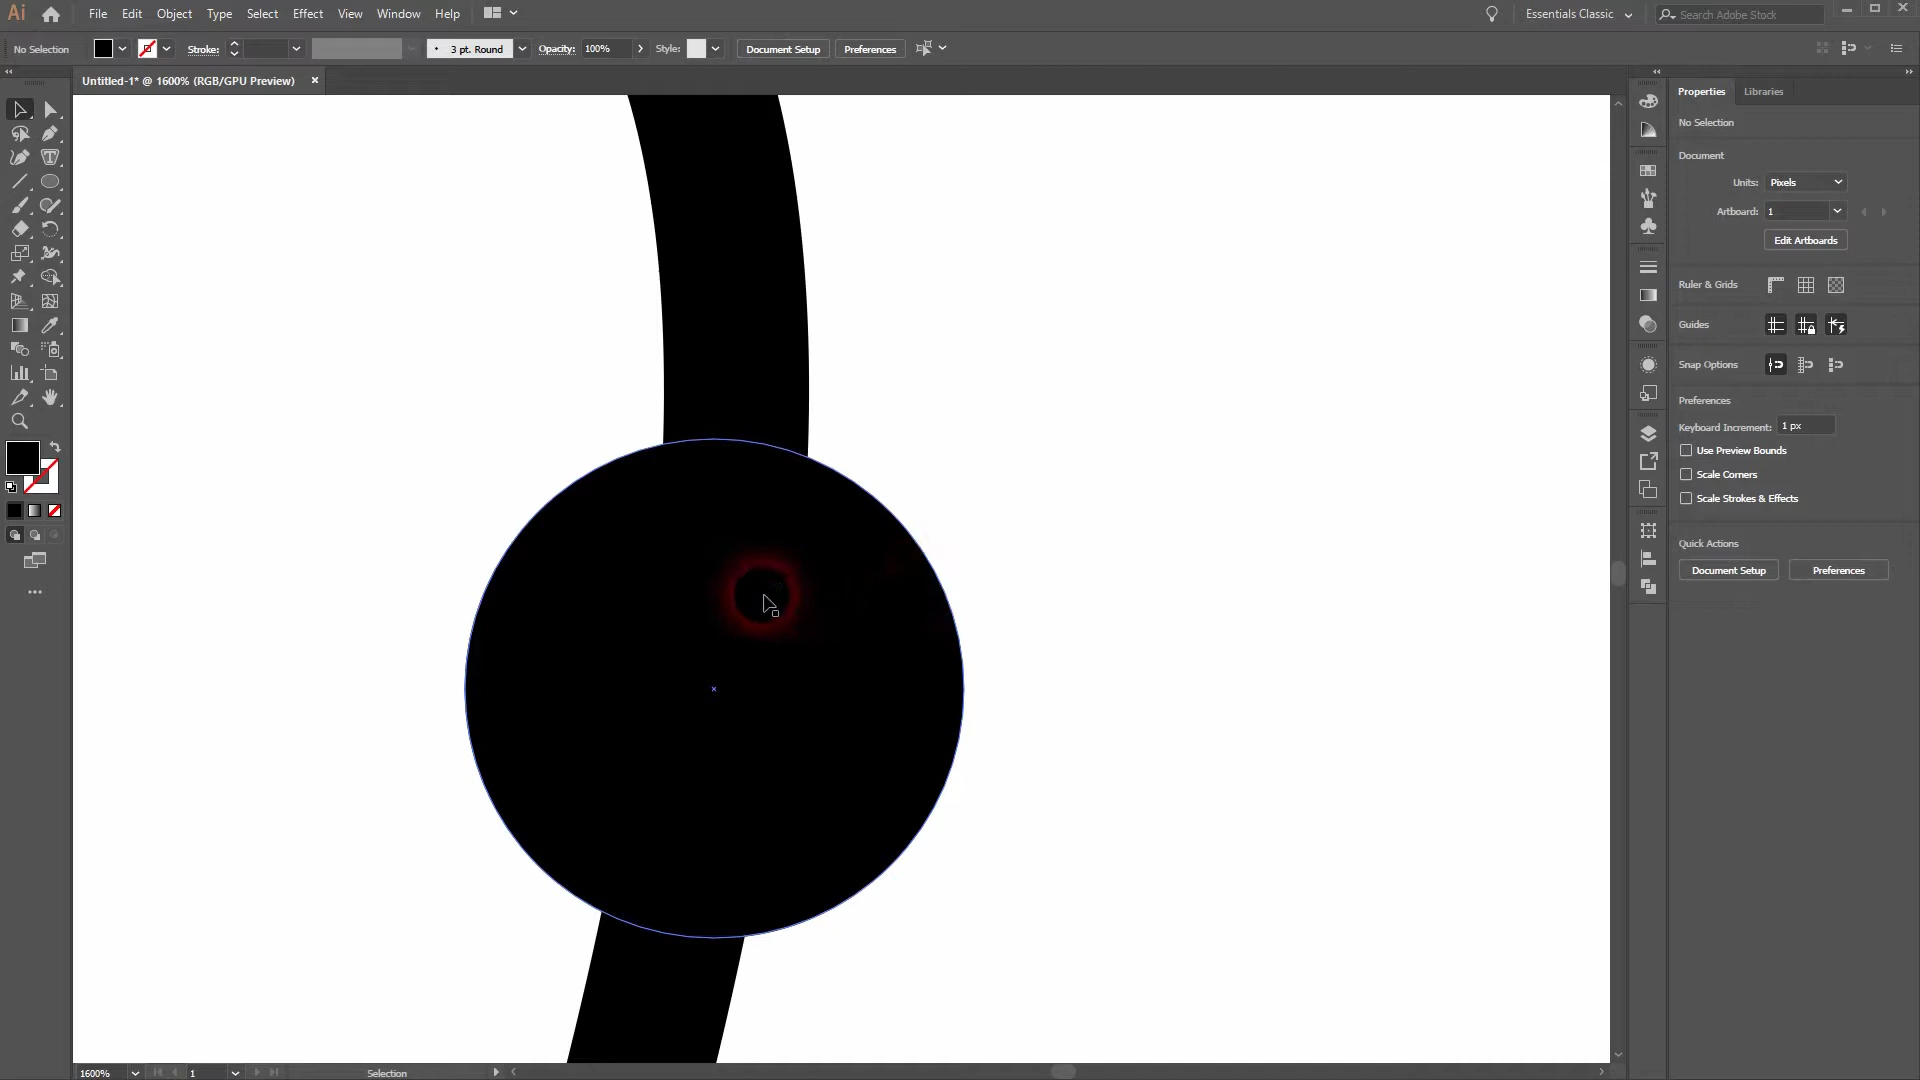 Ai File Edit Object Type Select Effect View Window Help Essentials Classic Search Adobe Stock
No Selection Stroke: 3 pt. Round Opacity: 100% Style: Document Setup Preferences
Untitled-1* @ 1600% (RGB/GPU Preview)
Properties Libraries
No Selection
Document
Units: Pixels
Artboard: 1
Edit Artboards
Ruler & Grids
Guides
Snap Options
Preferences
Keyboard Increment: 1 px
Use Preview Bounds
Scale Corners
Scale Strokes & Effects
Quick Actions
Document Setup Preferences
1600% 1 Selection